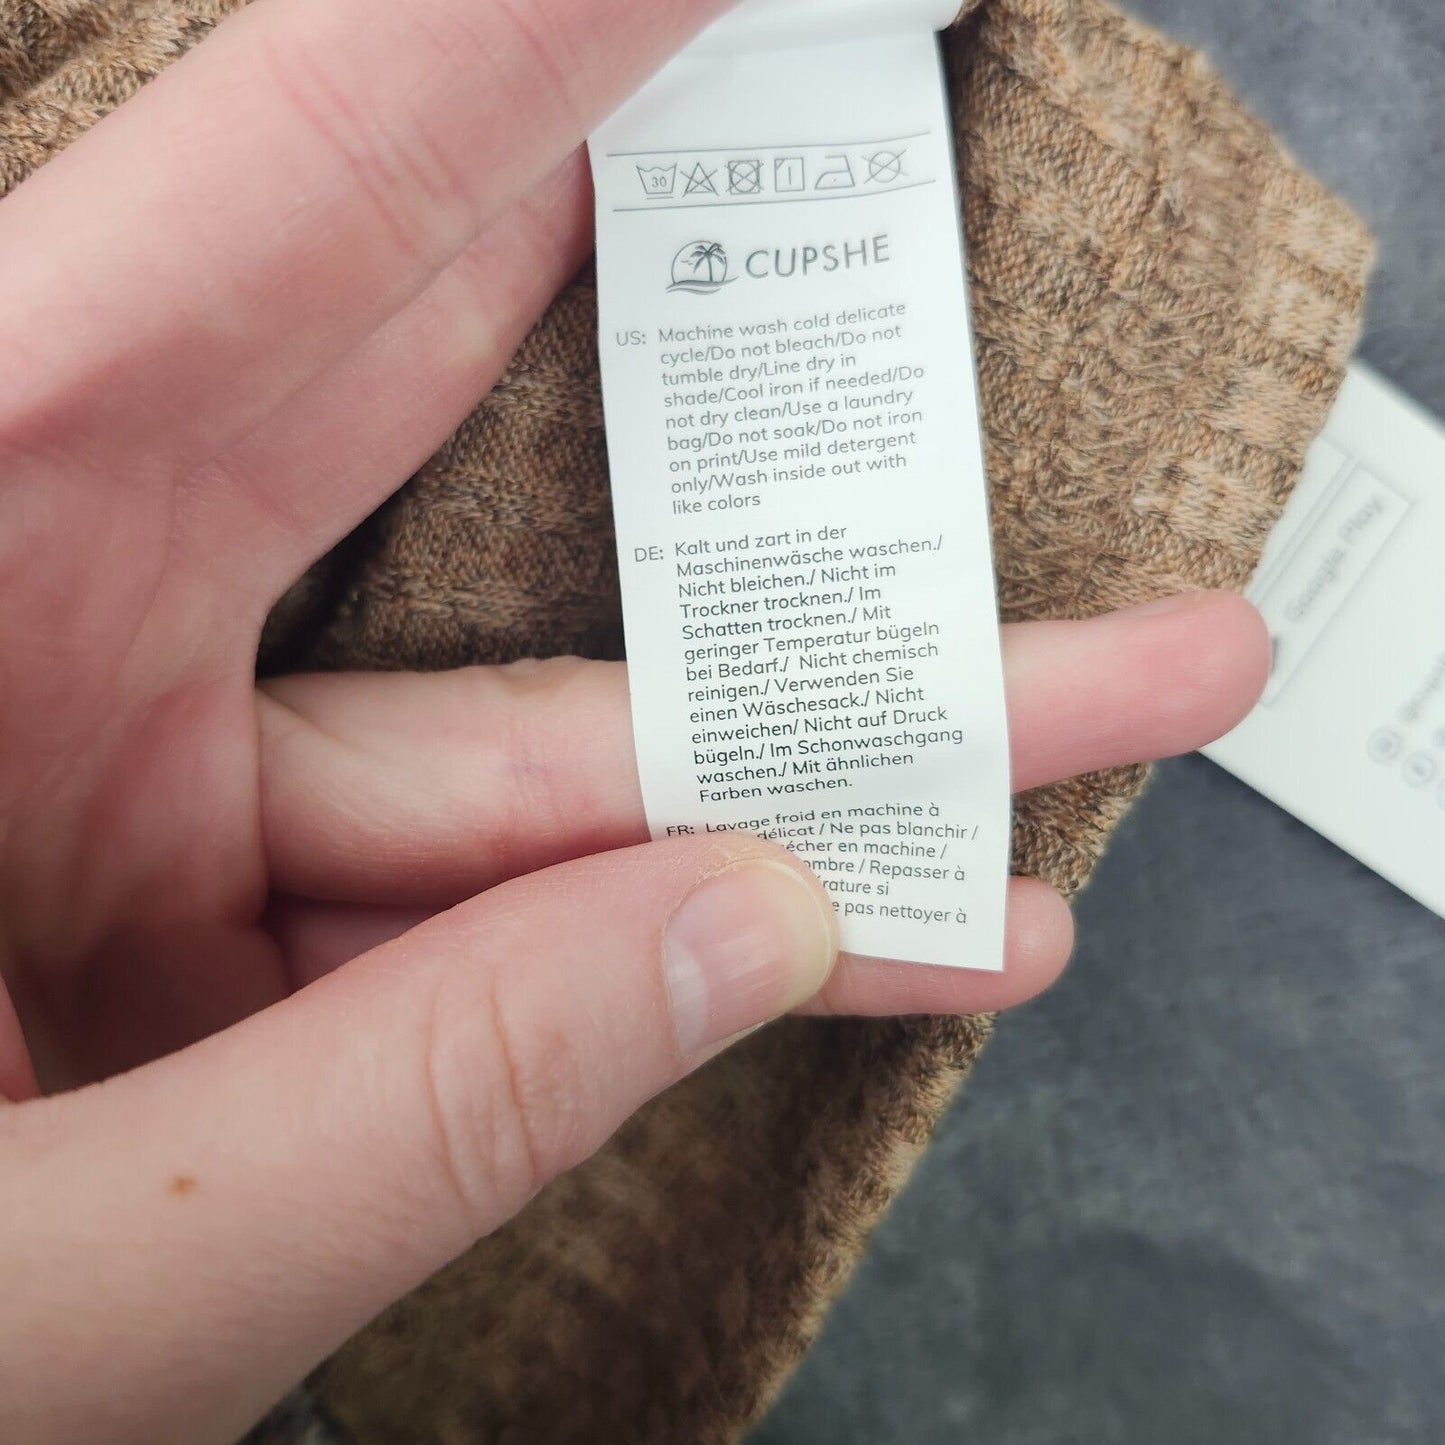 30
CUPSHE
US: Machine wash cold delicate
cycle/Do not bleach/Do not
tumble dry/Line dry in
shade/Cool iron if needed/Do
not dry clean/Use a laundry
bag/Do not soak/Do not iron
on print/Use mild detergent
only/Wash inside out with
like colors
DE: Kalt und zart in der
Maschinenwäsche waschen./
Nicht bleichen./ Nicht im
Trockner trocknen./ Im
Schatten trocknen./ Mit
geringer Temperatur bügeln
bei Bedarf./ Nicht chemisch
reinigen./ Verwenden Sie
einen Wäschesack./ Nicht
einweichen/ Nicht auf Druck
bügeln./ Im Schonwaschgang
waschen./ Mit ähnlichen
Farben waschen.
FR: Lavage froid en machine à
délicat / Ne pas blanchir /
en machine /
/ Repasser à
si
pas nettoyer à
Google Play